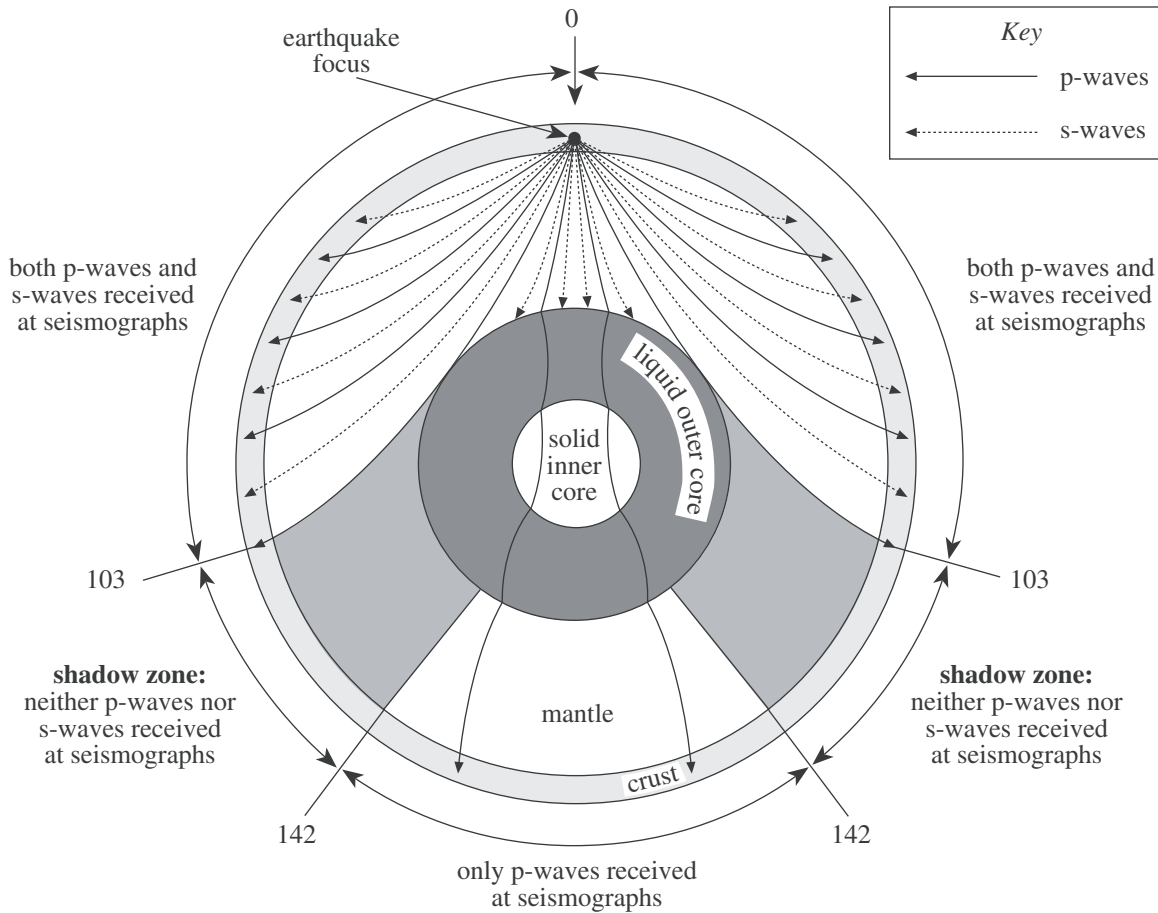 0
earthquake
focus
Key
p-waves
s-waves
both p-waves and
s-waves received
at seismographs
both p-waves and
s-waves received
at seismographs
liquid outer core
solid
inner
core
103
103
shadow zone:
neither p-waves nor
s-waves received
at seismographs
shadow zone:
neither p-waves nor
s-waves received
at seismographs
mantle
crust
142
142
only p-waves received
at seismographs